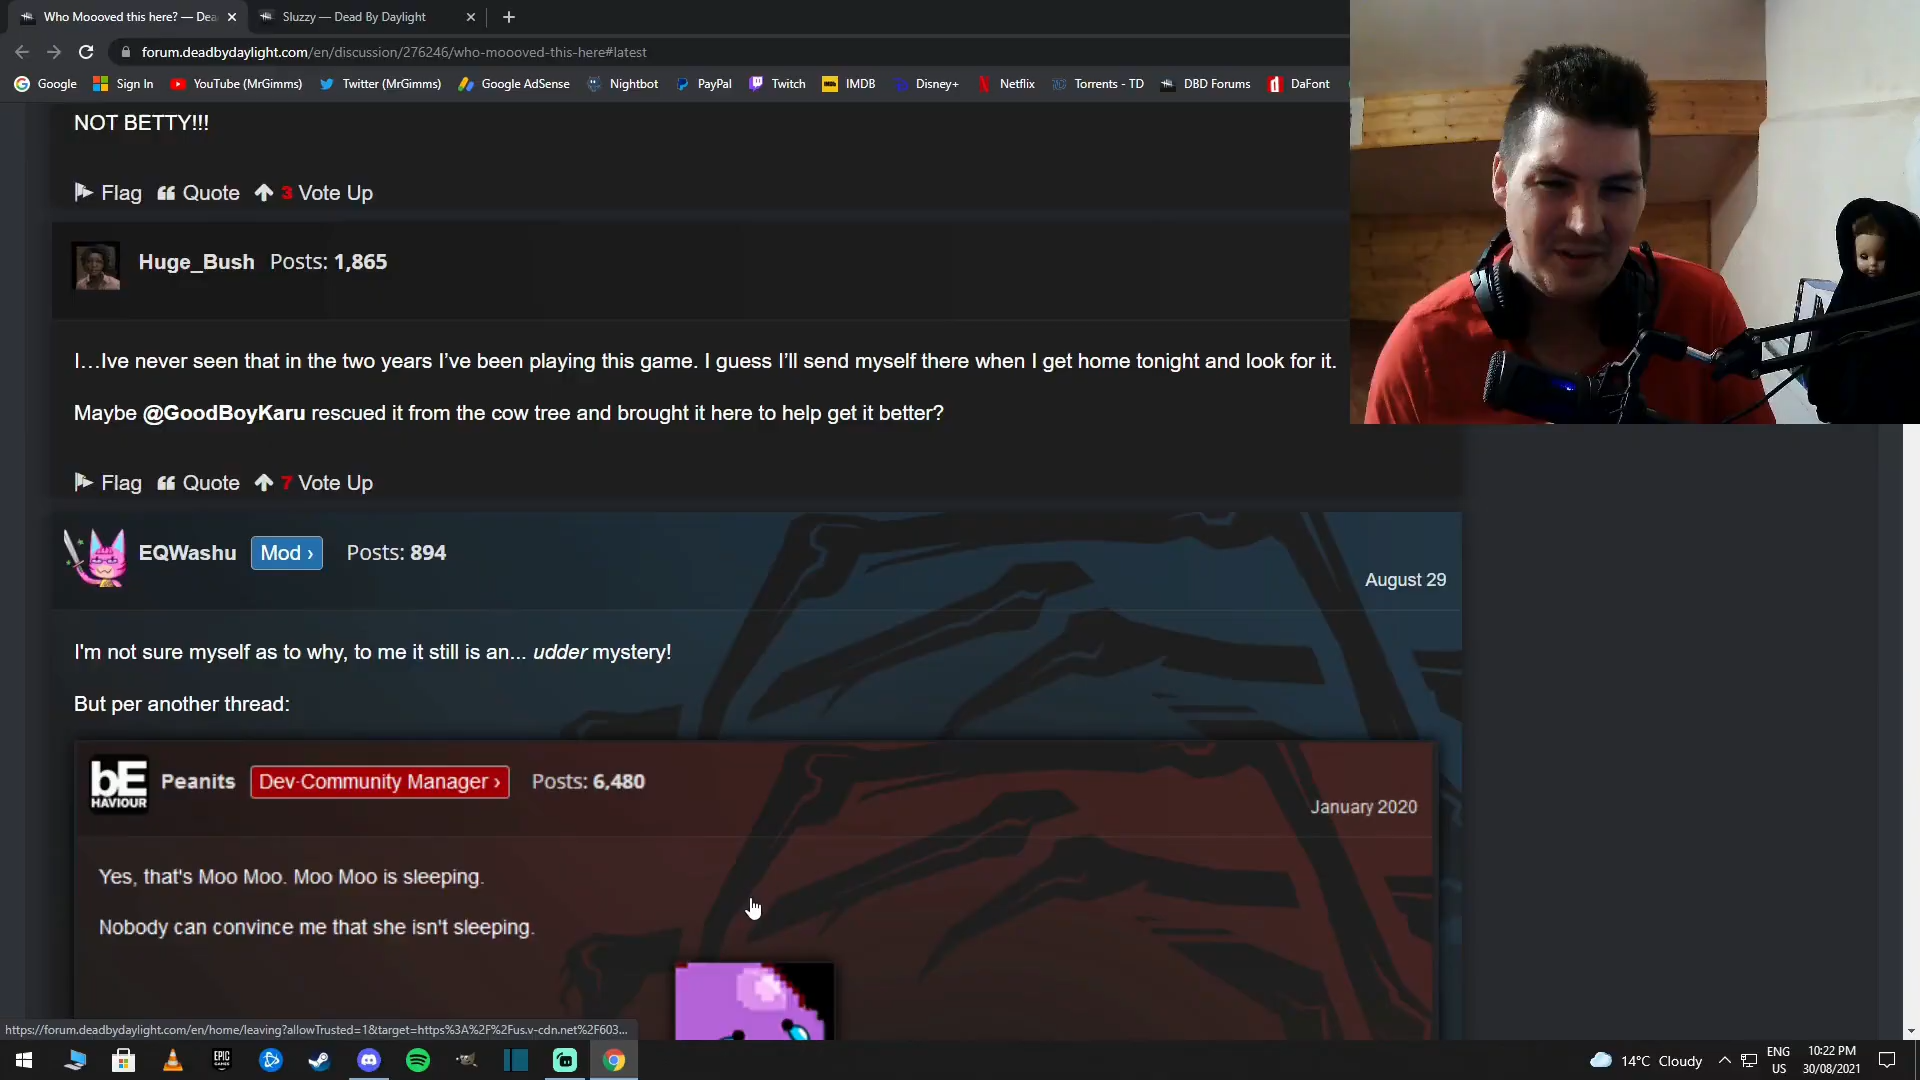 Who Moooved this here? — Dea
Sluzzy — Dead By Daylight
forum.deadbydaylight.com/en/discussion/276246/who-moooved-this-here#latest
Google
Sign In
YouTube (MrGimms)
Twitter (MrGimms)
Google AdSense
Nightbot
PayPal
Twitch
IMDB
Disney+
Netflix
Torrents - TD
DBD Forums
DaFont
NOT BETTY!!!
Flag Quote 3 Vote Up
Huge_Bush Posts: 1,865
I…Ive never seen that in the two years I've been playing this game. I guess I'll send myself there when I get home tonight and look for it.
Maybe @GoodBoyKaru rescued it from the cow tree and brought it here to help get it better?
Flag Quote 7 Vote Up
EQWashu Mod › Posts: 894
August 29
I'm not sure myself as to why, to me it still is an... udder mystery!
But per another thread:
bE
HAVIOUR
Peanits Dev·Community Manager › Posts: 6,480
January 2020
Yes, that's Moo Moo. Moo Moo is sleeping.
Nobody can convince me that she isn't sleeping.
https://forum.deadbydaylight.com/en/home/leaving?allowTrusted=1&target=https%3A%2F%2Fus.v-cdn.net%2F603...
EPIC
GAMES
14°C Cloudy
ENG
US
10:22 PM
30/08/2021